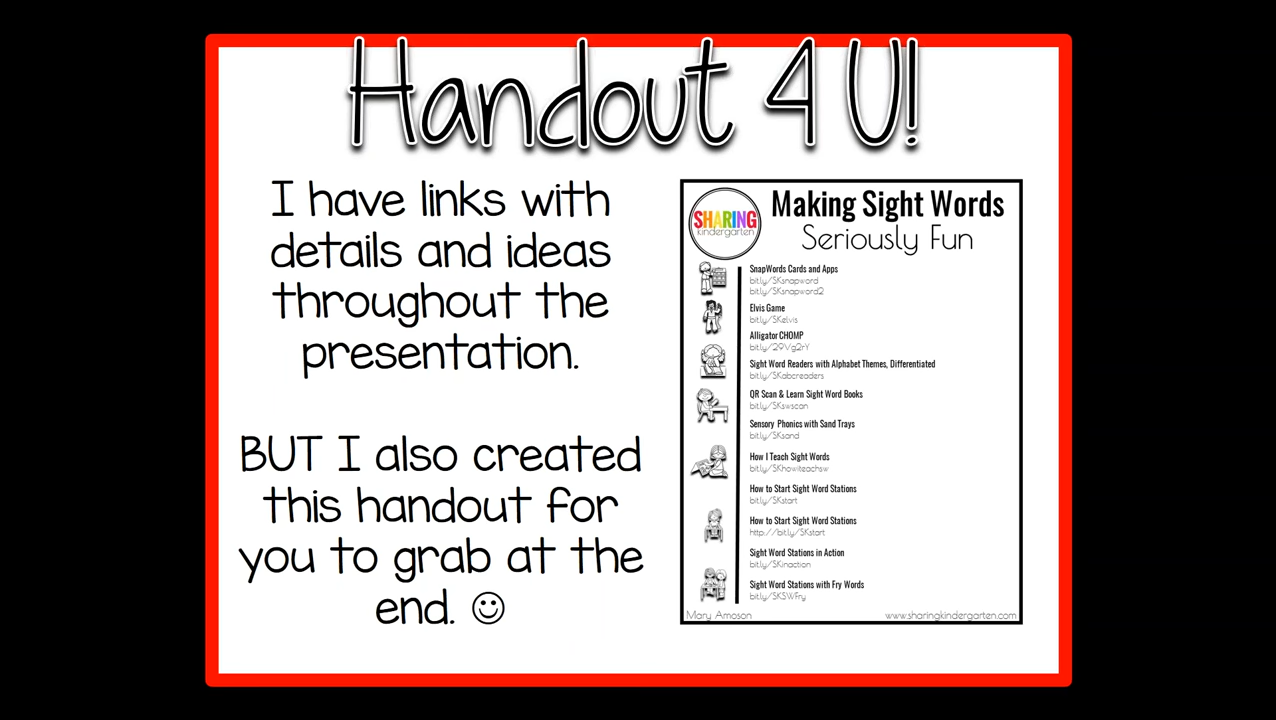 Handout 4 U!
I have links with
details and ideas
throughout the
presentation.
BUT I also created
this handout for
you to grab at the
end. ☺
SHARING
kindergarten
Making Sight Words
Seriously Fun
SnapWords Cards and Apps
bit.ly/SKsnapword
bit.ly/SKsnapword2
Elvis Game
bit.ly/SKelvis
Alligator CHOMP
bit.ly/29Vg2rY
Sight Word Readers with Alphabet Themes, Differentiated
bit.ly/SKabcreaders
QR Scan & Learn Sight Word Books
bit.ly/SKswscan
Sensory Phonics with Sand Trays
bit.ly/SKsand
How I Teach Sight Words
bit.ly/SKhowiteachsw
How to Start Sight Word Stations
bit.ly/SKstart
How to Start Sight Word Stations
http://bit.ly/SKstart
Sight Word Stations in Action
bit.ly/SKinaction
Sight Word Stations with Fry Words
bit.ly/SKSWFry
Mary Amoson
www.sharingkindergarten.com